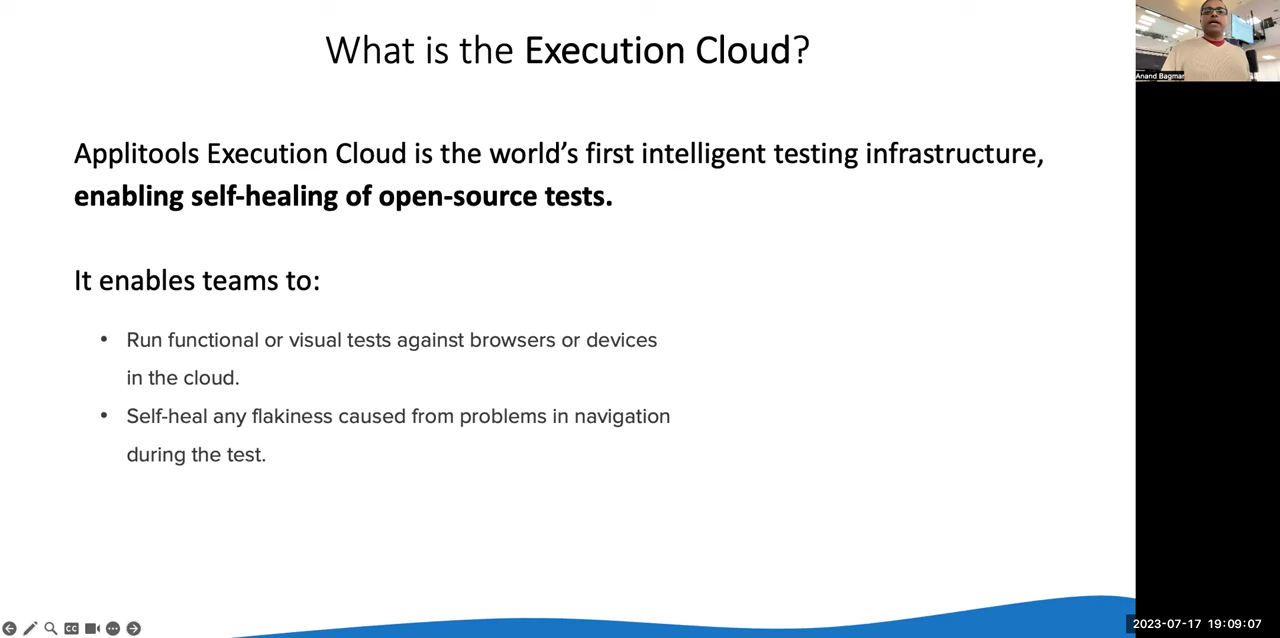 What is the Execution Cloud?
Anand Bagmar
Applitools Execution Cloud is the world’s first intelligent testing infrastructure,
enabling self-healing of open-source tests.
It enables teams to:
• Run functional or visual tests against browsers or devices
in the cloud.
• Self-heal any flakiness caused from problems in navigation
during the test.
CC
2023-07-17 19:09:07